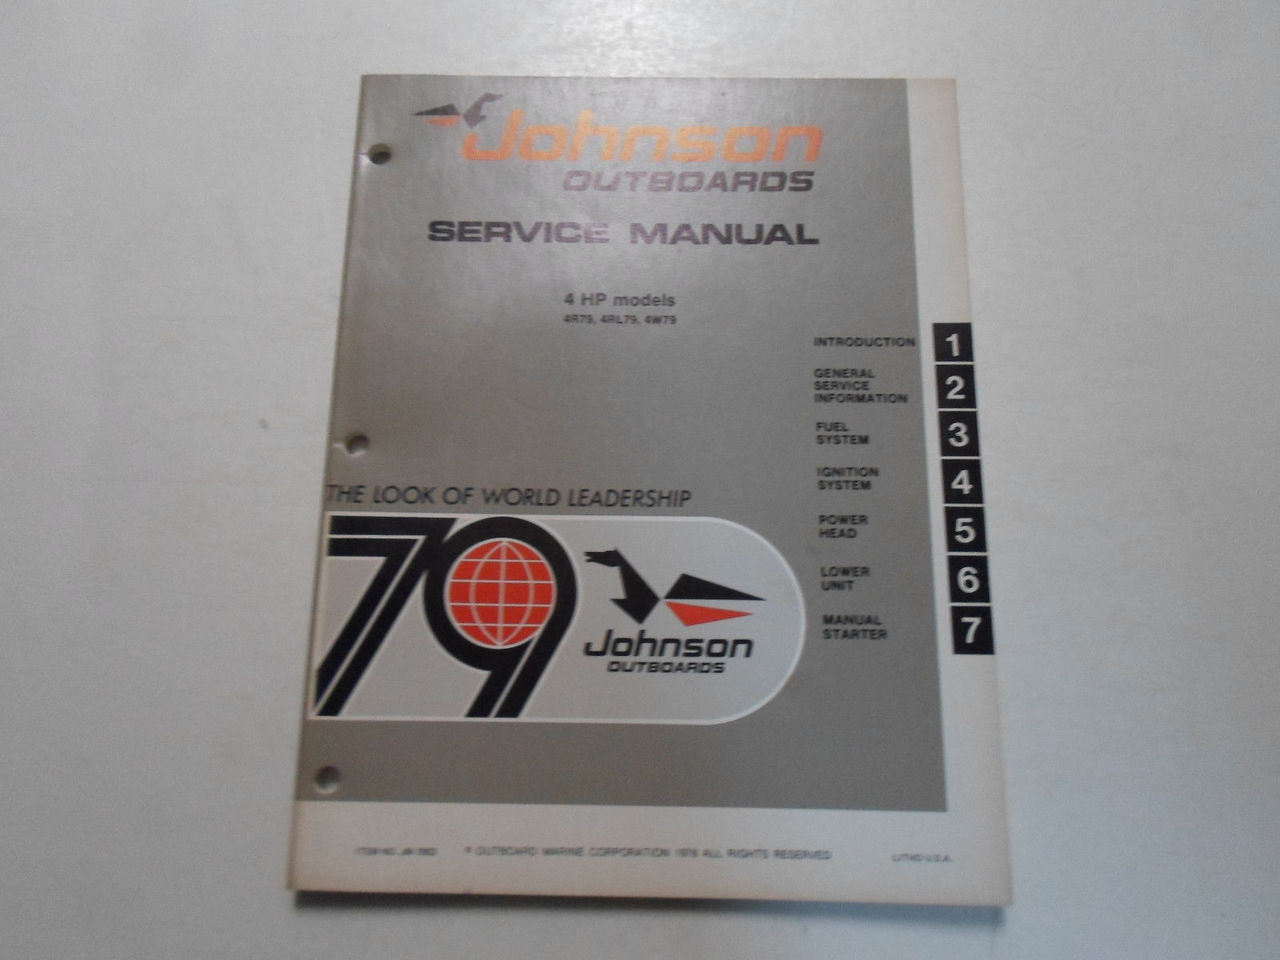 Johnson
OUTBOARDS
SERVICE MANUAL
4 HP models
4R79, 4RL79, 4W79
INTRODUCTION 1
GENERAL
SERVICE
INFORMATION 2
FUEL
SYSTEM 3
IGNITION
SYSTEM 4
POWER
HEAD 5
LOWER
UNIT 6
MANUAL
STARTER 7
THE LOOK OF WORLD LEADERSHIP
79
Johnson
OUTBOARDS
ITEM NO.
© OUTBOARD MARINE CORPORATION 1978 ALL RIGHTS RESERVED
LITHO U.S.A.